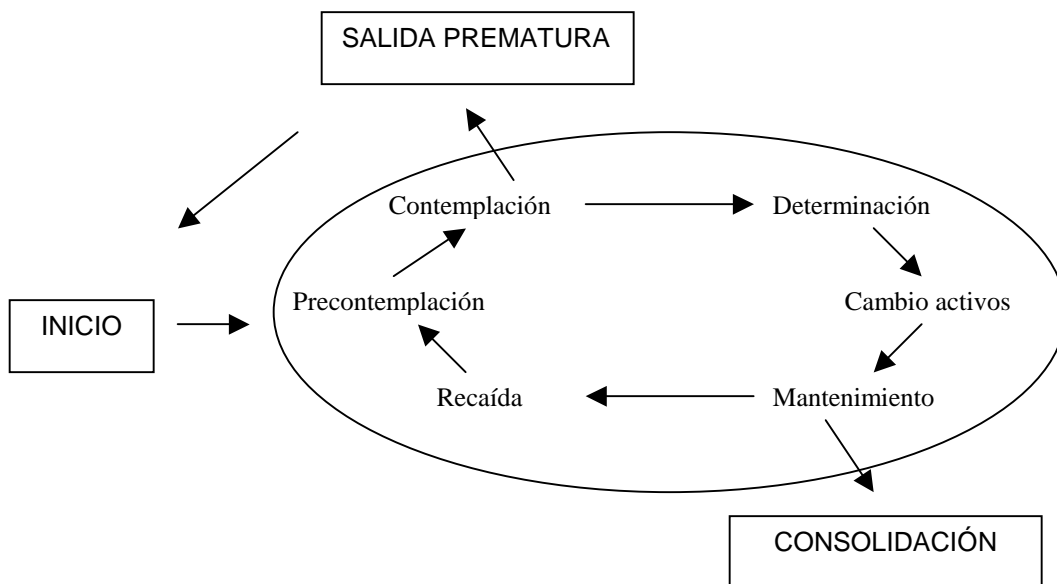 SALIDA PREMATURA
Contemplación
Determinación
Precontemplación
Cambio activos
INICIO
Recaída
Mantenimiento
CONSOLIDACIÓN